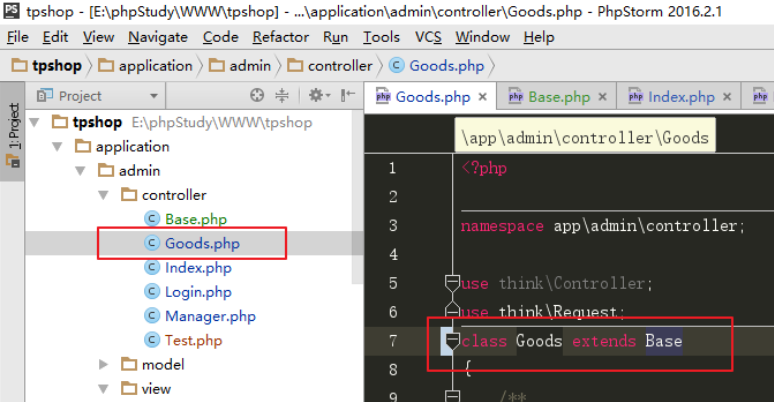 PS tpshop - [E:\phpStudy\WWW\tpshop] - ...\application\admin\controller\Goods.php - PhpStorm 2016.2.1
File Edit View Navigate Code Refactor Run Tools VCS Window Help
tpshop application admin controller Goods.php
1: Project
Project
Goods.php Base.php Index.php
tpshop E:\phpStudy\WWW\tpshop
application
admin
controller
Base.php
Goods.php
Index.php
Login.php
Manager.php
Test.php
model
view
\app\admin\controller\Goods
1 <?php
2
3 namespace app\admin\controller;
4
5 use think\Controller;
6 use think\Request;
7 class Goods extends Base
8 {
9 /**